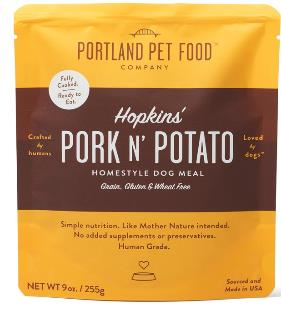 PORTLAND PET FOOD™
COMPANY
Fully
Cooked.
Ready to
Eat.
Hopkins'
Crafted
by
humans
PORK N' POTATO
Loved
by
dogs™
HOMESTYLE DOG MEAL
Grain, Gluten & Wheat Free
Simple nutrition. Like Mother Nature intended.
No added supplements or preservatives.
Human Grade.
NET WT 9 oz. / 255g
Sourced and
Made in USA